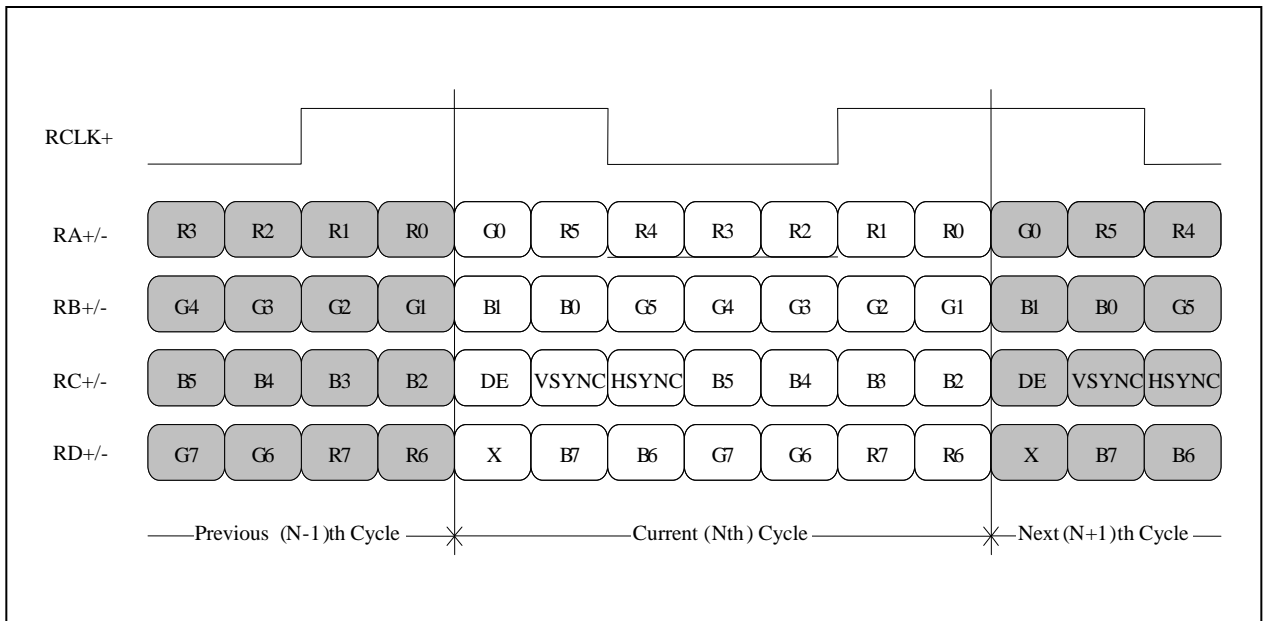 RCLK+
RA+/- R3 R2 R1 R0 G0 R5 R4 R3 R2 R1 R0 G0 R5 R4
RB+/- G4 G3 G2 G1 B1 B0 G5 G4 G3 G2 G1 B1 B0 G5
RC+/- B5 B4 B3 B2 DE VSYNC HSYNC B5 B4 B3 B2 DE VSYNC HSYNC
RD+/- G7 G6 R7 R6 X B7 B6 G7 G6 R7 R6 X B7 B6
Previous (N-1)th Cycle Current (Nth) Cycle Next (N+1)th Cycle